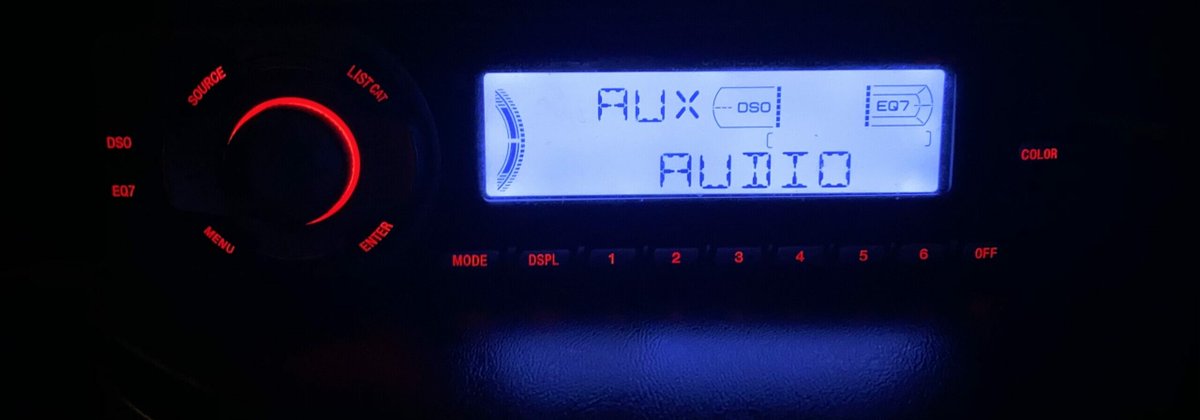 SOURCE
LIST CAT
DSO
EQ7
MENU
ENTER
AUX
DSO
EQ7
AUDIO
COLOR
MODE DSPL 1 2 3 4 5 6 OFF